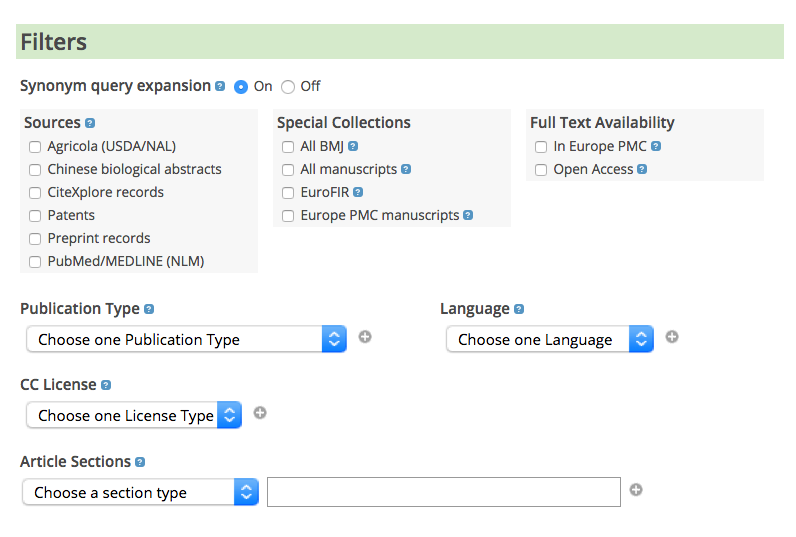 Filters
Synonym query expansion ? On Off
Sources ?
Agricola (USDA/NAL)
Chinese biological abstracts
CiteXplore records
Patents
Preprint records
PubMed/MEDLINE (NLM)
Special Collections
All BMJ ?
All manuscripts ?
EuroFIR ?
Europe PMC manuscripts ?
Full Text Availability
In Europe PMC ?
Open Access ?
Publication Type ?
Choose one Publication Type
Language ?
Choose one Language
CC License ?
Choose one License Type
Article Sections ?
Choose a section type